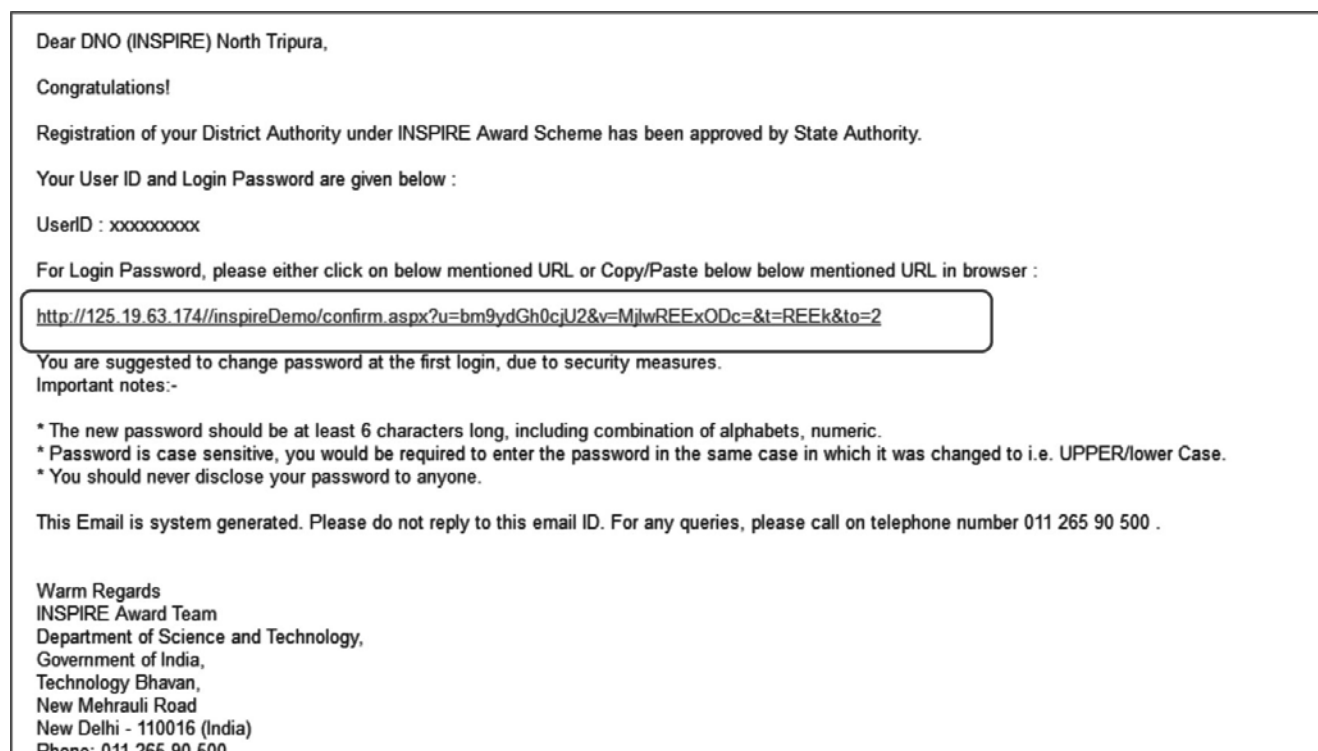 Dear DNO (INSPIRE) North Tripura,
Congratulations!
Registration of your District Authority under INSPIRE Award Scheme has been approved by State Authority.
Your User ID and Login Password are given below :
UserID : xxxxxxxxx
For Login Password, please either click on below mentioned URL or Copy/Paste below below mentioned URL in browser :
http://125.19.63.174//inspireDemo/confirm.aspx?u=bm9ydGh0cjU2&v=MjIwREExODc=&t=REEk&to=2
You are suggested to change password at the first login, due to security measures.
Important notes:-
* The new password should be at least 6 characters long, including combination of alphabets, numeric.
* Password is case sensitive, you would be required to enter the password in the same case in which it was changed to i.e. UPPER/lower Case.
* You should never disclose your password to anyone.
This Email is system generated. Please do not reply to this email ID. For any queries, please call on telephone number 011 265 90 500 .
Warm Regards
INSPIRE Award Team
Department of Science and Technology,
Government of India,
Technology Bhavan,
New Mehrauli Road
New Delhi - 110016 (India)
Phone: 011 265 90 500